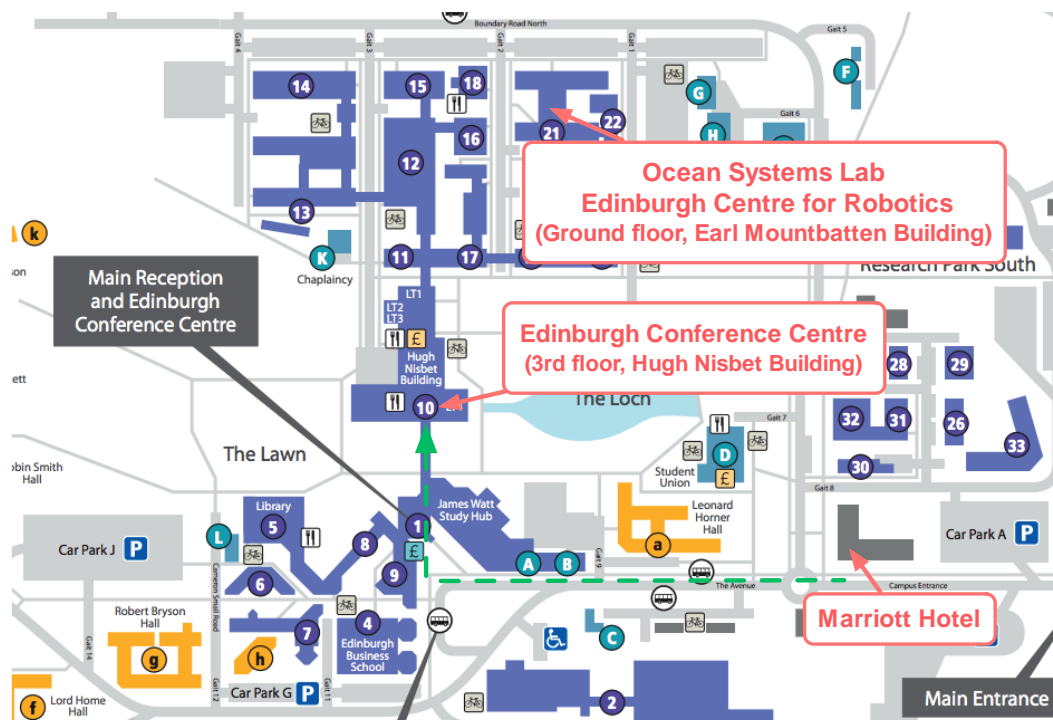 Boundary Road North
Gait 5
Gait 4
Gait 3
Gait 2
Gait 1
14
15
18
F
G
22
Gait 6
21
H
16
12
Ocean Systems Lab
Edinburgh Centre for Robotics
(Ground floor, Earl Mountbatten Building)
13
k
K
11
17
Chaplaincy
Research Park South
Main Reception
and Edinburgh
Conference Centre
LT1
LT2
LT3
£
Hugh
Nisbet
Building
Edinburgh Conference Centre
(3rd floor, Hugh Nisbet Building)
28
29
10
The Loch
32
31
26
Gait 7
33
The Lawn
D
30
Student
Union
£
Gait 8
obin Smith
Hall
Library
5
James Watt
Study Hub
1
Leonard
Horner
Hall
Car Park J
P
L
8
£
a
Car Park A
P
A
B
Gait 9
6
9
The Avenue
Campus Entrance
Cameron Smail Road
Robert Bryson
Hall
7
4
C
Marriott Hotel
Gait 14
g
h
Edinburgh
Business
School
Car Park G
P
Gait 12
Gait 11
f
Lord Home
Hall
2
Main Entrance